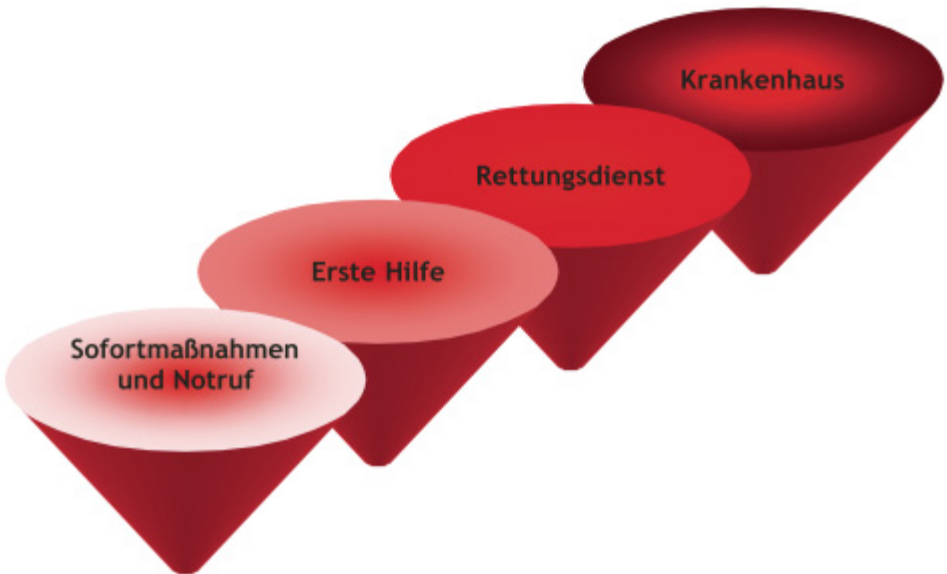 Krankenhaus
Rettungsdienst
Erste Hilfe
Sofortmaßnahmen
und Notruf